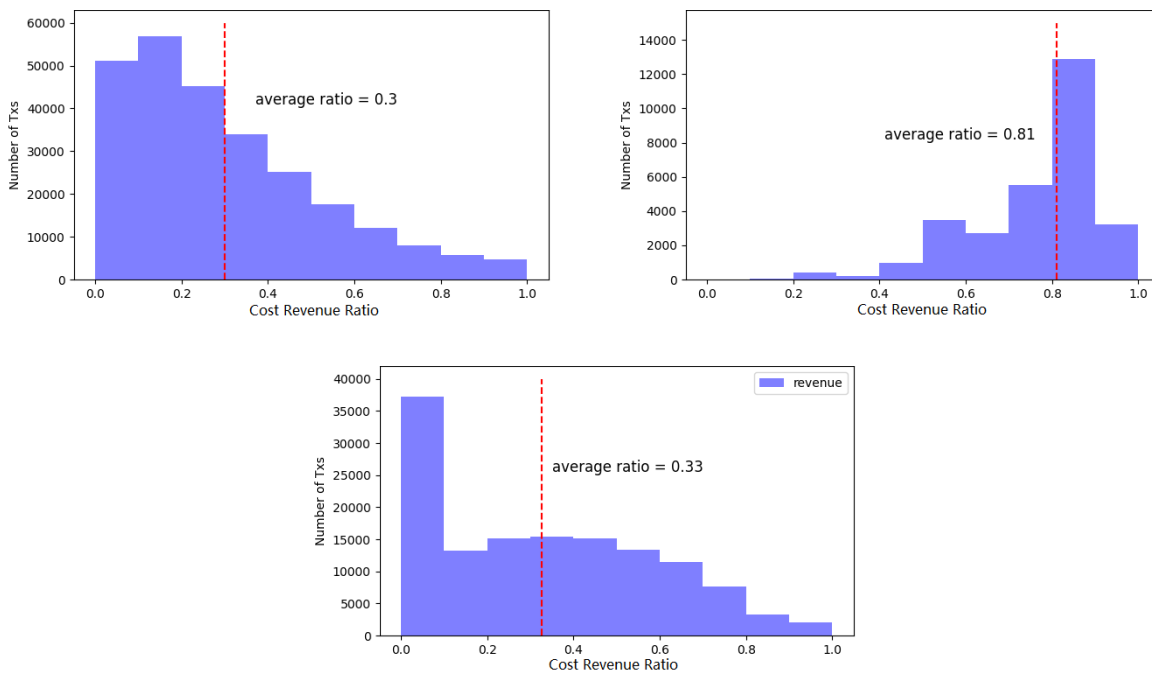 60000
50000
40000
30000
20000
10000
0
Number of Txs
average ratio = 0.3
0.0 0.2 0.4 0.6 0.8 1.0
Cost Revenue Ratio
14000
12000
10000
8000
6000
4000
2000
0
Number of Txs
average ratio = 0.81
0.0 0.2 0.4 0.6 0.8 1.0
Cost Revenue Ratio
40000
35000
30000
25000
20000
15000
10000
5000
0
Number of Txs
revenue
average ratio = 0.33
0.0 0.2 0.4 0.6 0.8 1.0
Cost Revenue Ratio